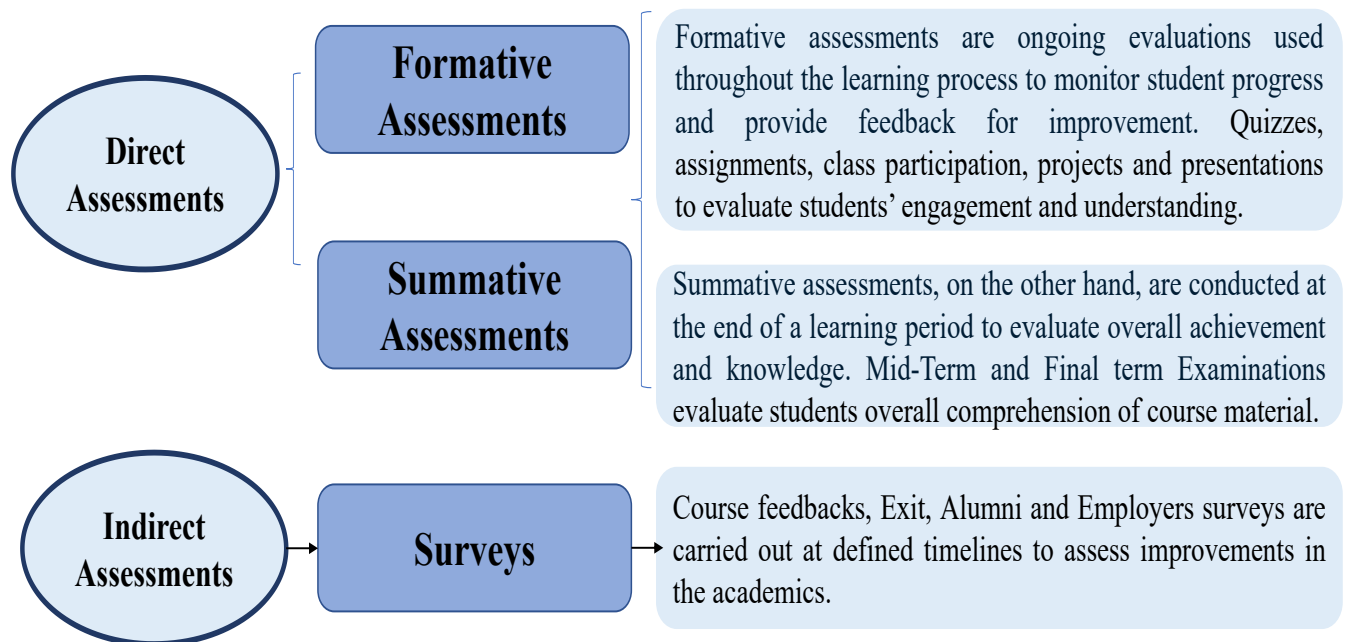 Direct
Assessments
Formative
Assessments
Formative assessments are ongoing evaluations used
throughout the learning process to monitor student progress
and provide feedback for improvement. Quizzes,
assignments, class participation, projects and presentations
to evaluate students’ engagement and understanding.
Summative
Assessments
Summative assessments, on the other hand, are conducted at
the end of a learning period to evaluate overall achievement
and knowledge. Mid-Term and Final term Examinations
evaluate students overall comprehension of course material.
Indirect
Assessments
Surveys
Course feedbacks, Exit, Alumni and Employers surveys are
carried out at defined timelines to assess improvements in
the academics.